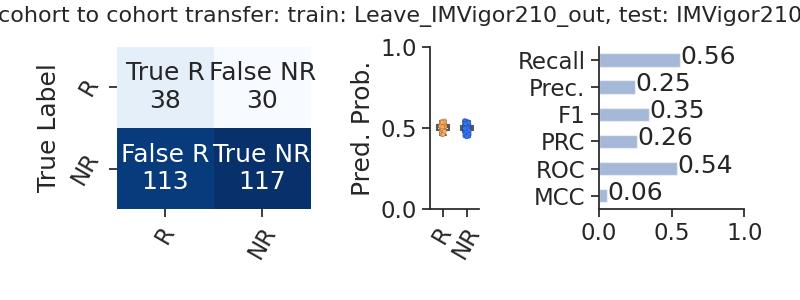 cohort to cohort transfer: train: Leave_IMVigor210_out, test: IMVigor210
True Label
R
NR
True R
38
False NR
30
False R
113
True NR
117
R
NR
Pred. Prob.
1.0
0.5
0.0
R
NR
Recall
0.56
Prec.
0.25
F1
0.35
PRC
0.26
ROC
0.54
MCC
0.06
0.0
0.5
1.0